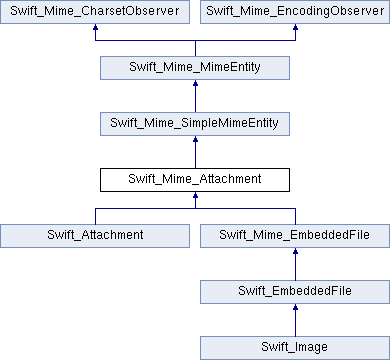 Swift_Mime_CharsetObserver
Swift_Mime_EncodingObserver
Swift_Mime_MimeEntity
Swift_Mime_SimpleMimeEntity
Swift_Mime_Attachment
Swift_Attachment
Swift_Mime_EmbeddedFile
Swift_EmbeddedFile
Swift_Image